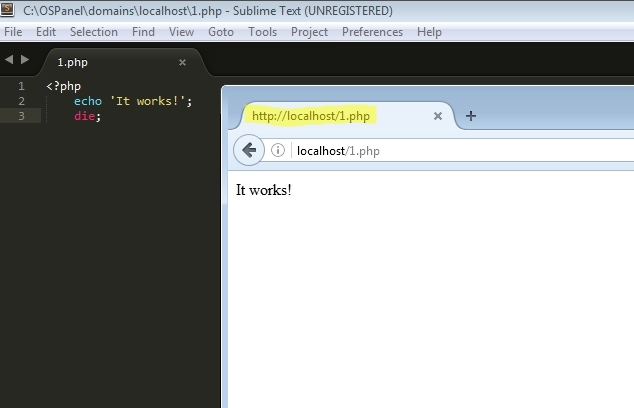 C:\OSPanel\domains\localhost\1.php - Sublime Text (UNREGISTERED)
File Edit Selection Find View Goto Tools Project Preferences Help
1.php
1 <?php
2 echo 'It works!';
3 die;
http://localhost/1.php
localhost/1.php
It works!